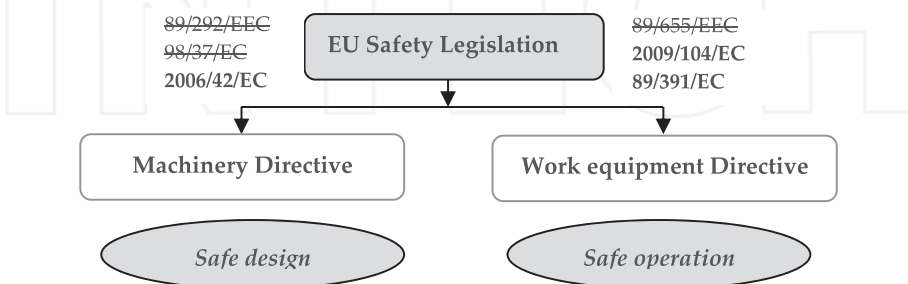 89/292/EEC
98/37/EC
2006/42/EC
EU Safety Legislation
89/655/EEC
2009/104/EC
89/391/EC
Machinery Directive
Work equipment Directive
Safe design
Safe operation